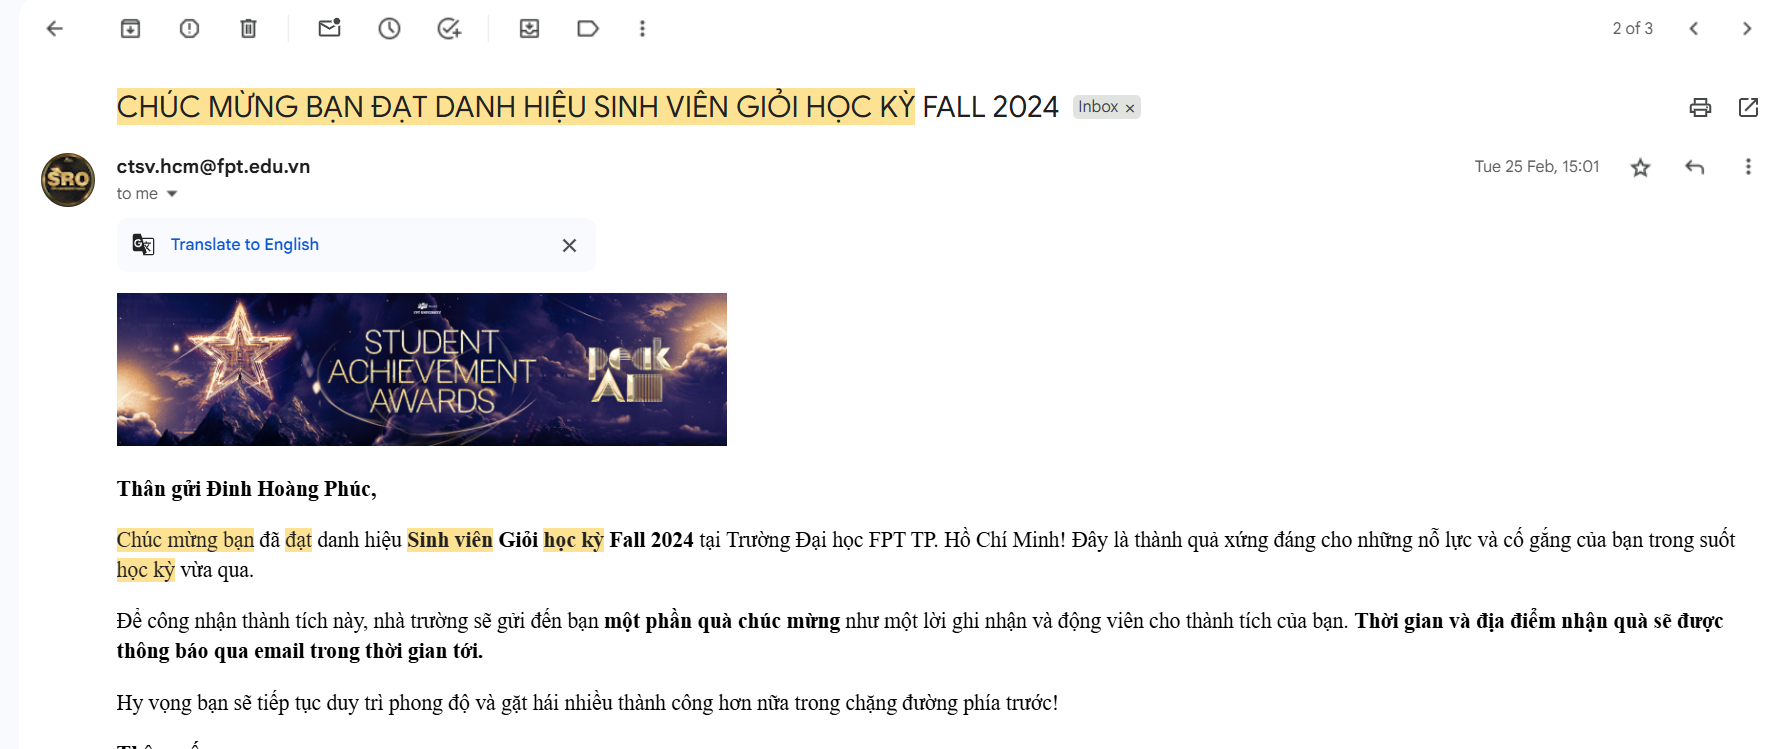 2 of 3
CHÚC MỪNG BẠN ĐẠT DANH HIỆU SINH VIÊN GIỎI HỌC KỲ FALL 2024 Inbox ×
SRO
ctsv.hcm@fpt.edu.vn
Tue 25 Feb, 15:01
to me
Translate to English
STUDENT
ACHIEVEMENT
AWARDS
peak
Thân gửi Đinh Hoàng Phúc,
Chúc mừng bạn đã đạt danh hiệu Sinh viên Giỏi học kỳ Fall 2024 tại Trường Đại học FPT TP. Hồ Chí Minh! Đây là thành quả xứng đáng cho những nỗ lực và cố gắng của bạn trong suốt
học kỳ vừa qua.
Để công nhận thành tích này, nhà trường sẽ gửi đến bạn một phần quà chúc mừng như một lời ghi nhận và động viên cho thành tích của bạn. Thời gian và địa điểm nhận quà sẽ được
thông báo qua email trong thời gian tới.
Hy vọng bạn sẽ tiếp tục duy trì phong độ và gặt hái nhiều thành công hơn nữa trong chặng đường phía trước!